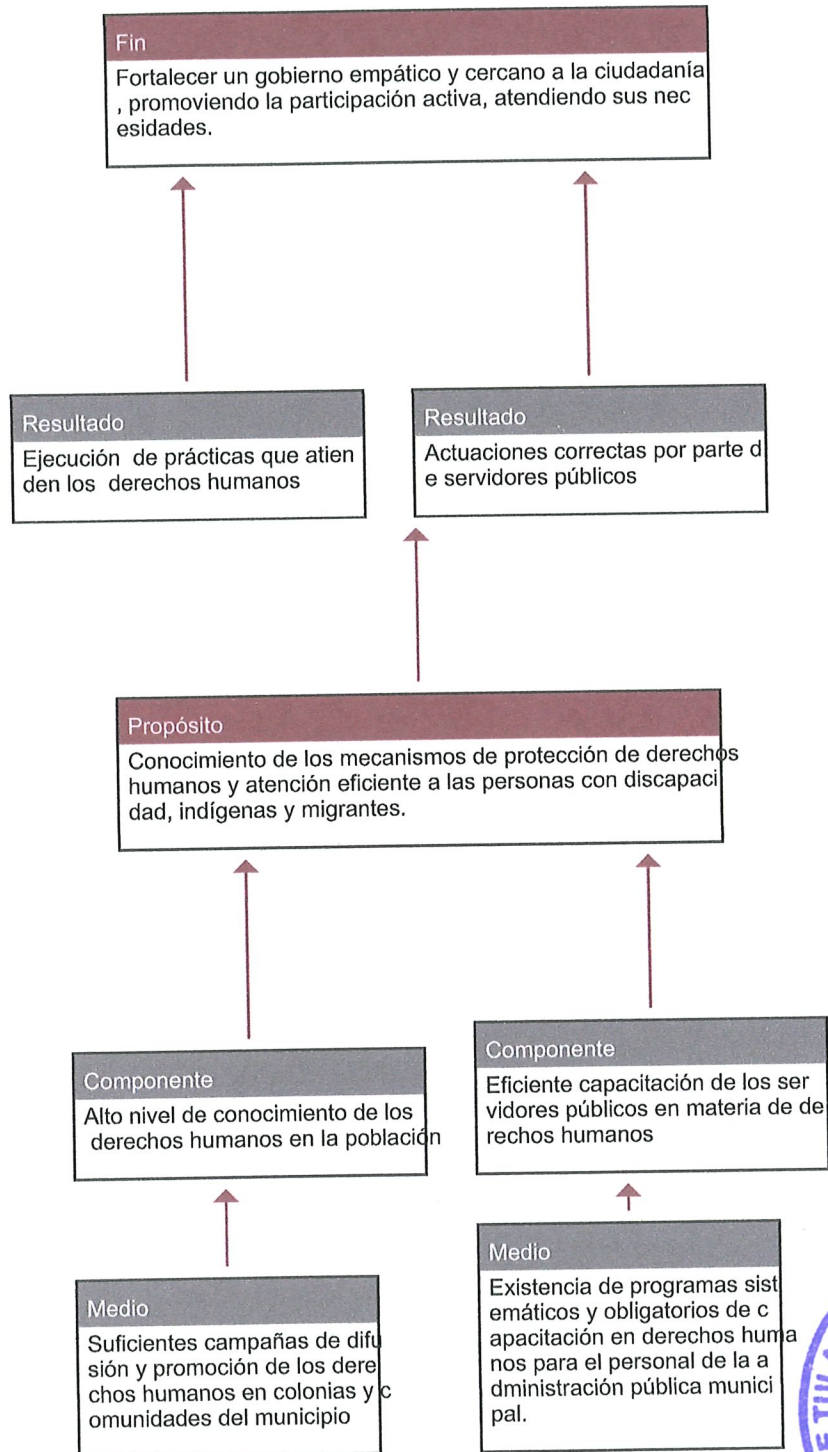 Fin
Fortalecer un gobierno empático y cercano a la ciudadanía
, promoviendo la participación activa, atendiendo sus nec
esidades.
Resultado
Ejecución de prácticas que atien
den los derechos humanos
Resultado
Actuaciones correctas por parte d
e servidores públicos
Propósito
Conocimiento de los mecanismos de protección de derechos
humanos y atención eficiente a las personas con discapaci
dad, indígenas y migrantes.
Componente
Alto nivel de conocimiento de los
derechos humanos en la población
Componente
Eficiente capacitación de los ser
vidores públicos en materia de de
rechos humanos
Medio
Suficientes campañas de difu
sión y promoción de los dere
chos humanos en colonias y c
omunidades del municipio
Medio
Existencia de programas sist
emáticos y obligatorios de c
apacitación en derechos huma
nos para el personal de la a
dministración pública munici
pal.